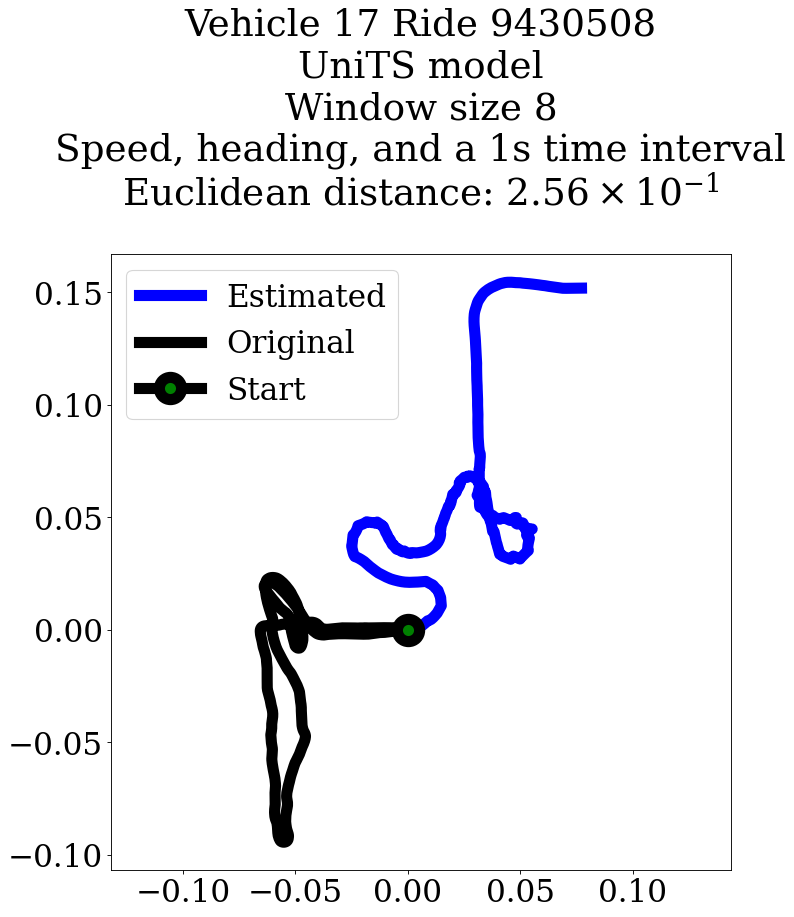 Vehicle 17 Ride 9430508
UniTS model
Window size 8
Speed, heading, and a 1s time interval
Euclidean distance: 2.56 × 10⁻¹
Estimated
Original
Start
0.15
0.10
0.05
0.00
−0.05
−0.10
−0.10 −0.05 0.00 0.05 0.10